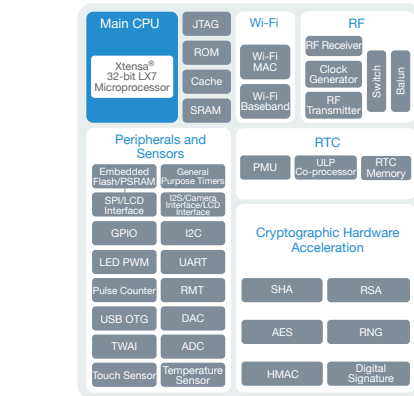 Main CPU
Xtensa®
32-bit LX7
Microprocessor
JTAG
ROM
Cache
SRAM
Wi-Fi
Wi-Fi
MAC
Wi-Fi
Baseband
RF
RF Receiver
Clock
Generator
RF
Transmitter
Switch
Balun
Peripherals and
Sensors
Embedded
Flash/PSRAM
General
Purpose Timers
SPI/LCD
Interface
I2S/Camera
Interface/LCD
Interface
GPIO
I2C
LED PWM
UART
Pulse Counter
RMT
USB OTG
DAC
TWAI
ADC
Touch Sensor
Temperature
Sensor
RTC
PMU
ULP
Co-processor
RTC
Memory
Cryptographic Hardware
Acceleration
SHA
RSA
AES
RNG
HMAC
Digital
Signature